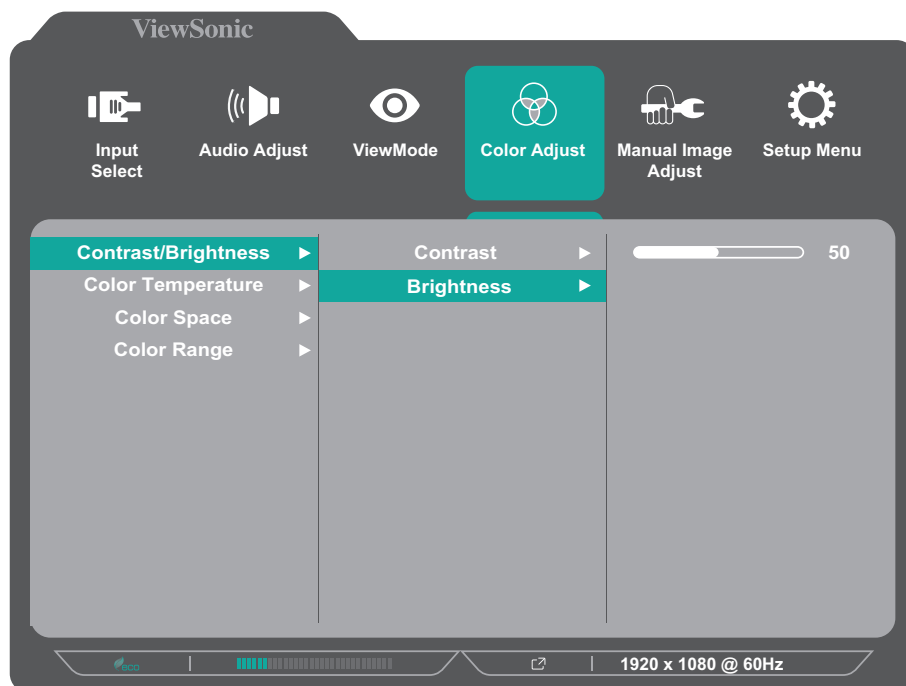 ViewSonic
Input
Select
Audio Adjust
ViewMode
Color Adjust
Manual Image
Adjust
Setup Menu
Contrast/Brightness
Contrast
50
Color Temperature
Brightness
Color Space
Color Range
eco
1920 x 1080 @ 60Hz